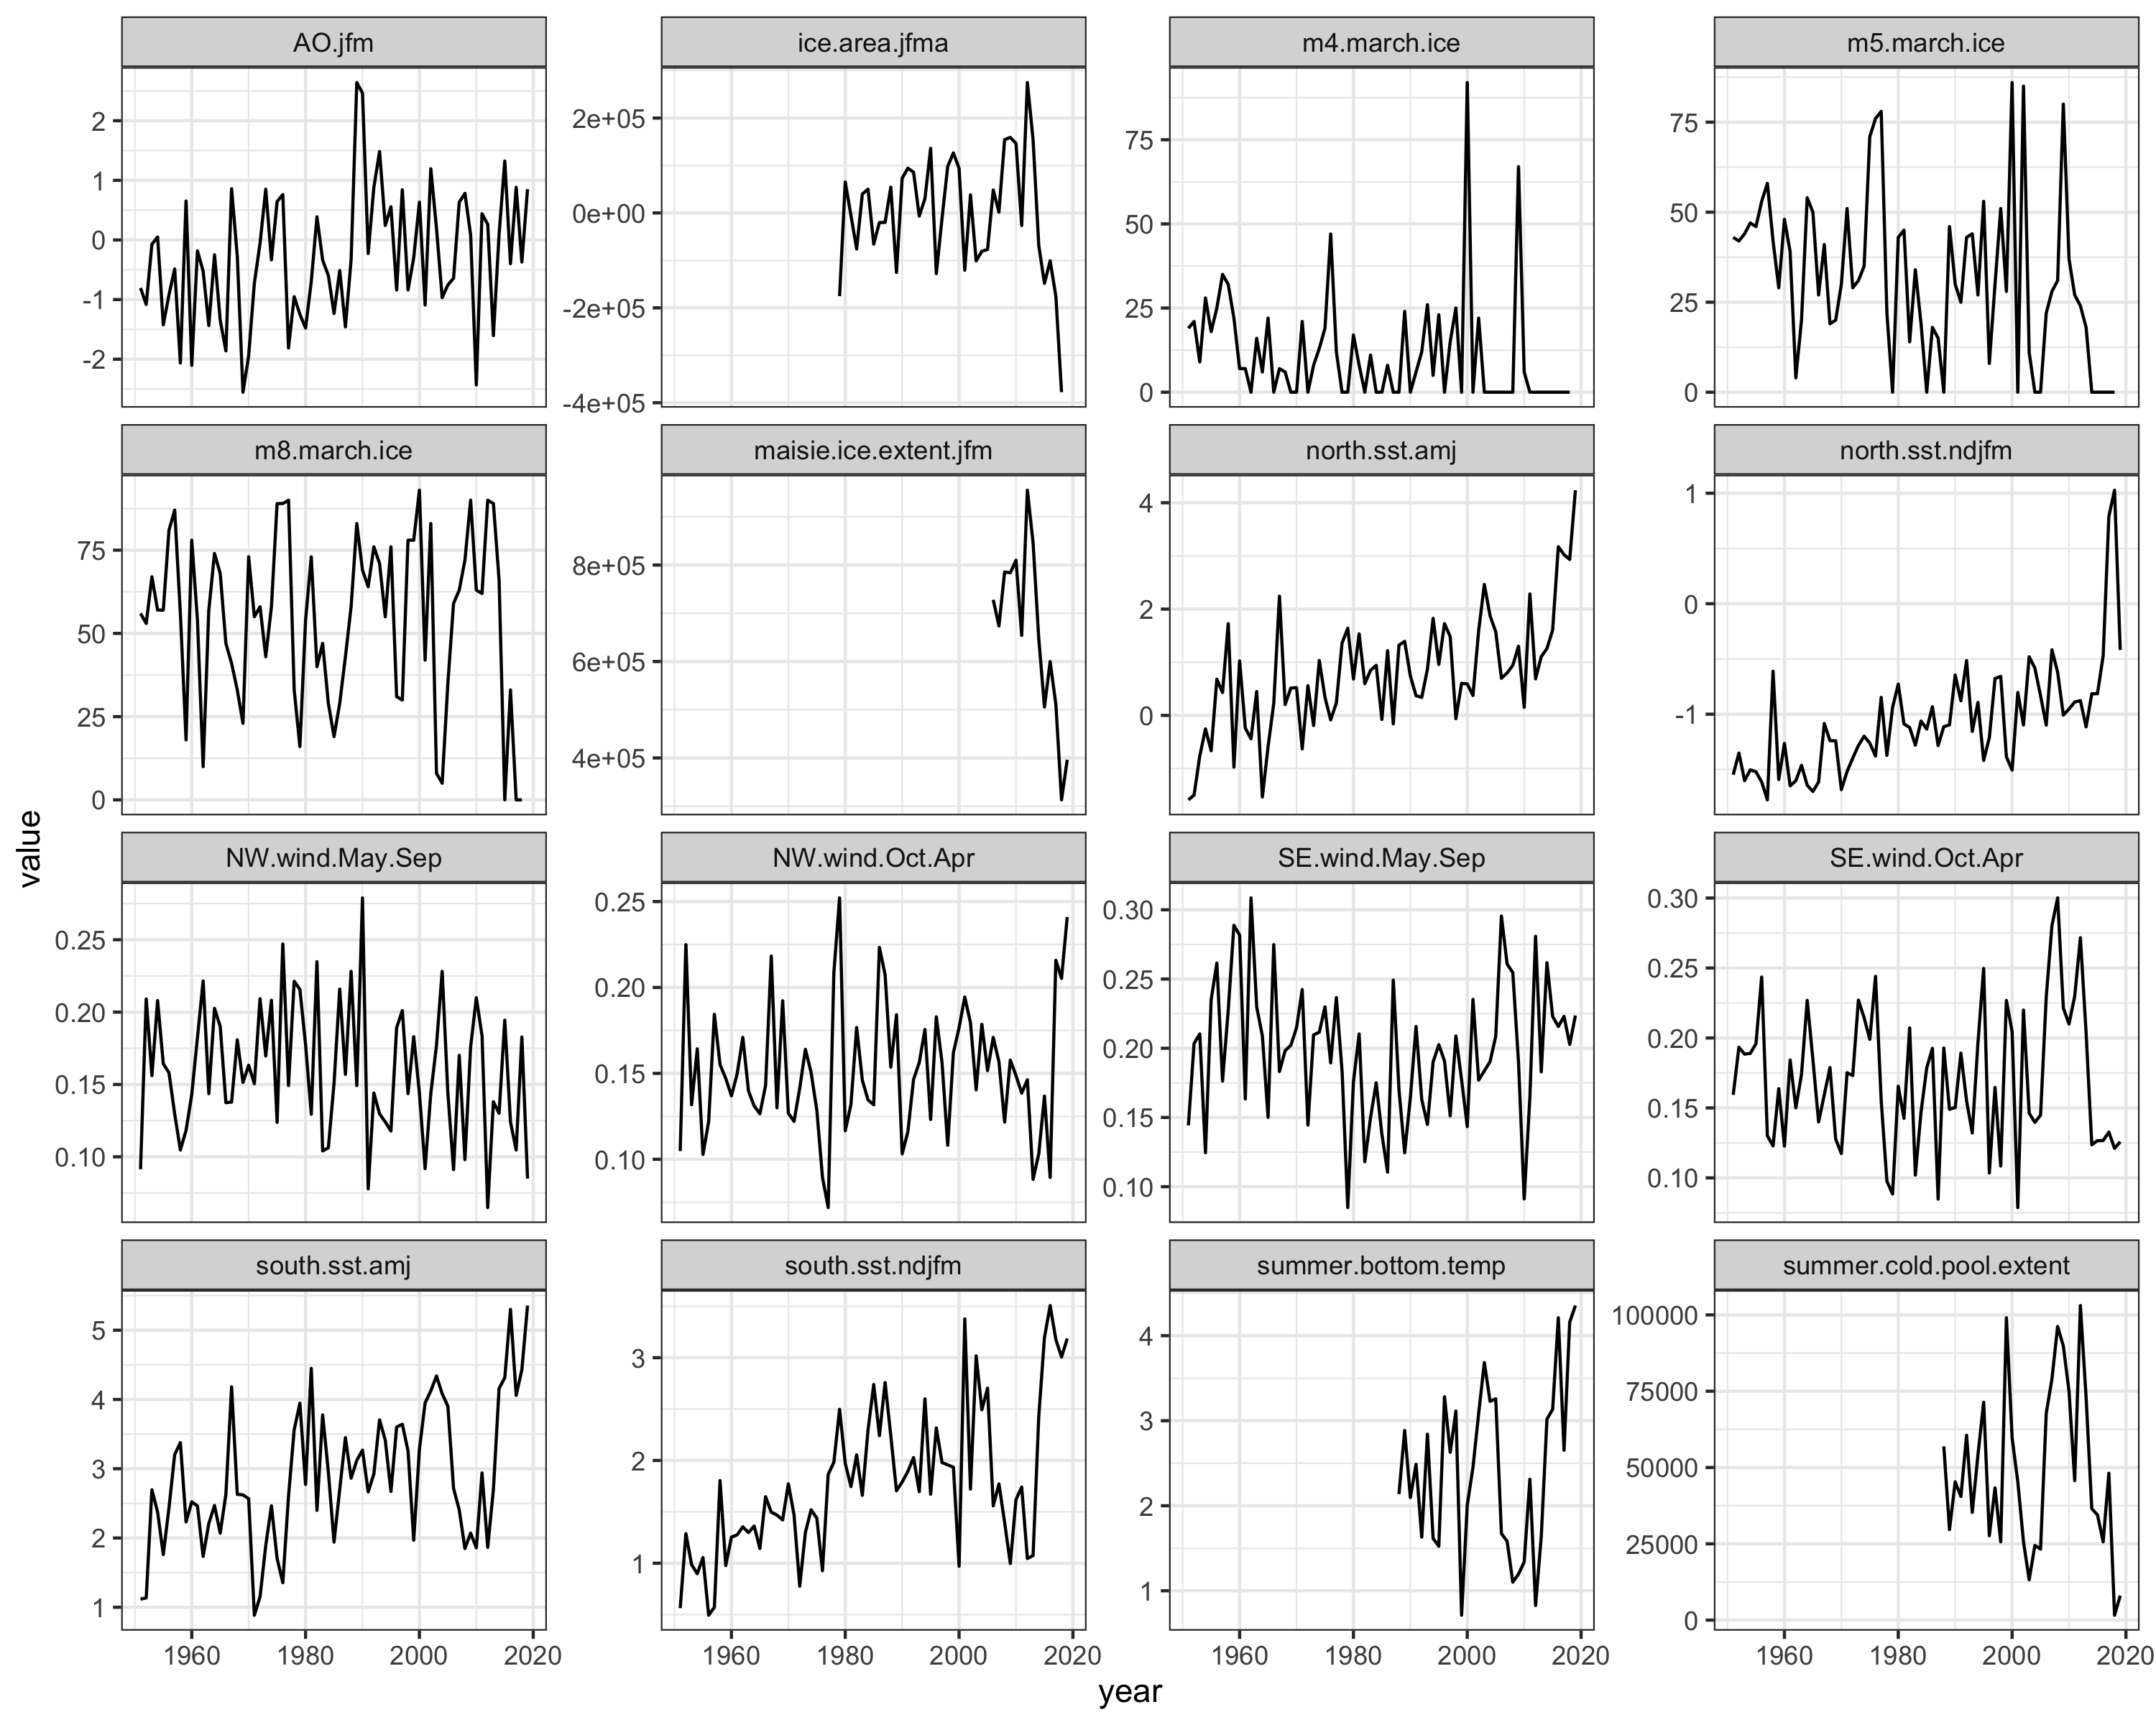 AO.jfm
ice.area.jfma
m4.march.ice
m5.march.ice
2
1
0
-1
-2
2e+05
0e+00
-2e+05
-4e+05
75
50
25
0
75
50
25
0
m8.march.ice
maisie.ice.extent.jfm
north.sst.amj
north.sst.ndjfm
75
50
25
0
8e+05
6e+05
4e+05
4
2
0
1
0
-1
value
NW.wind.May.Sep
NW.wind.Oct.Apr
SE.wind.May.Sep
SE.wind.Oct.Apr
0.25
0.20
0.15
0.10
0.25
0.20
0.15
0.10
0.30
0.25
0.20
0.15
0.10
0.30
0.25
0.20
0.15
0.10
south.sst.amj
south.sst.ndjfm
summer.bottom.temp
summer.cold.pool.extent
5
4
3
2
1
3
2
1
4
3
2
1
100000
75000
50000
25000
0
1960 1980 2000 2020
1960 1980 2000 2020
1960 1980 2000 2020
1960 1980 2000 2020
year